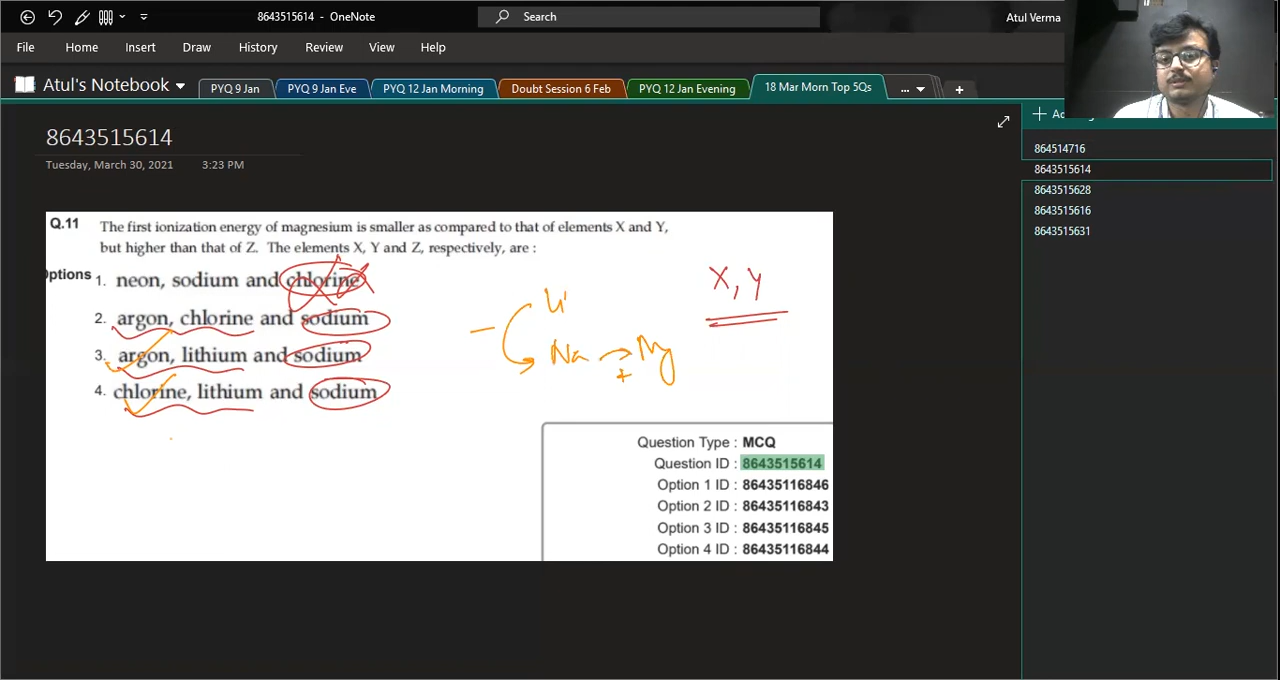 8643515614 - OneNote
Search
Atul Verma
File Home Insert Draw History Review View Help
Atul's Notebook
PYQ 9 Jan
PYQ 9 Jan Eve
PYQ 12 Jan Morning
Doubt Session 6 Feb
PYQ 12 Jan Evening
18 Mar Morn Top 5Qs
...
8643515614
Tuesday, March 30, 2021 3:23 PM
864514716
8643515614
8643515628
8643515616
8643515631
Q.11 The first ionization energy of magnesium is smaller as compared to that of elements X and Y,
but higher than that of Z. The elements X, Y and Z, respectively, are :
ptions 1. neon, sodium and chlorine
2. argon, chlorine and sodium
3. argon, lithium and sodium
4. chlorine, lithium and sodium
X, Y
Li
Na → Mg
+
Question Type : MCQ
Question ID : 8643515614
Option 1 ID : 86435116846
Option 2 ID : 86435116843
Option 3 ID : 86435116845
Option 4 ID : 86435116844